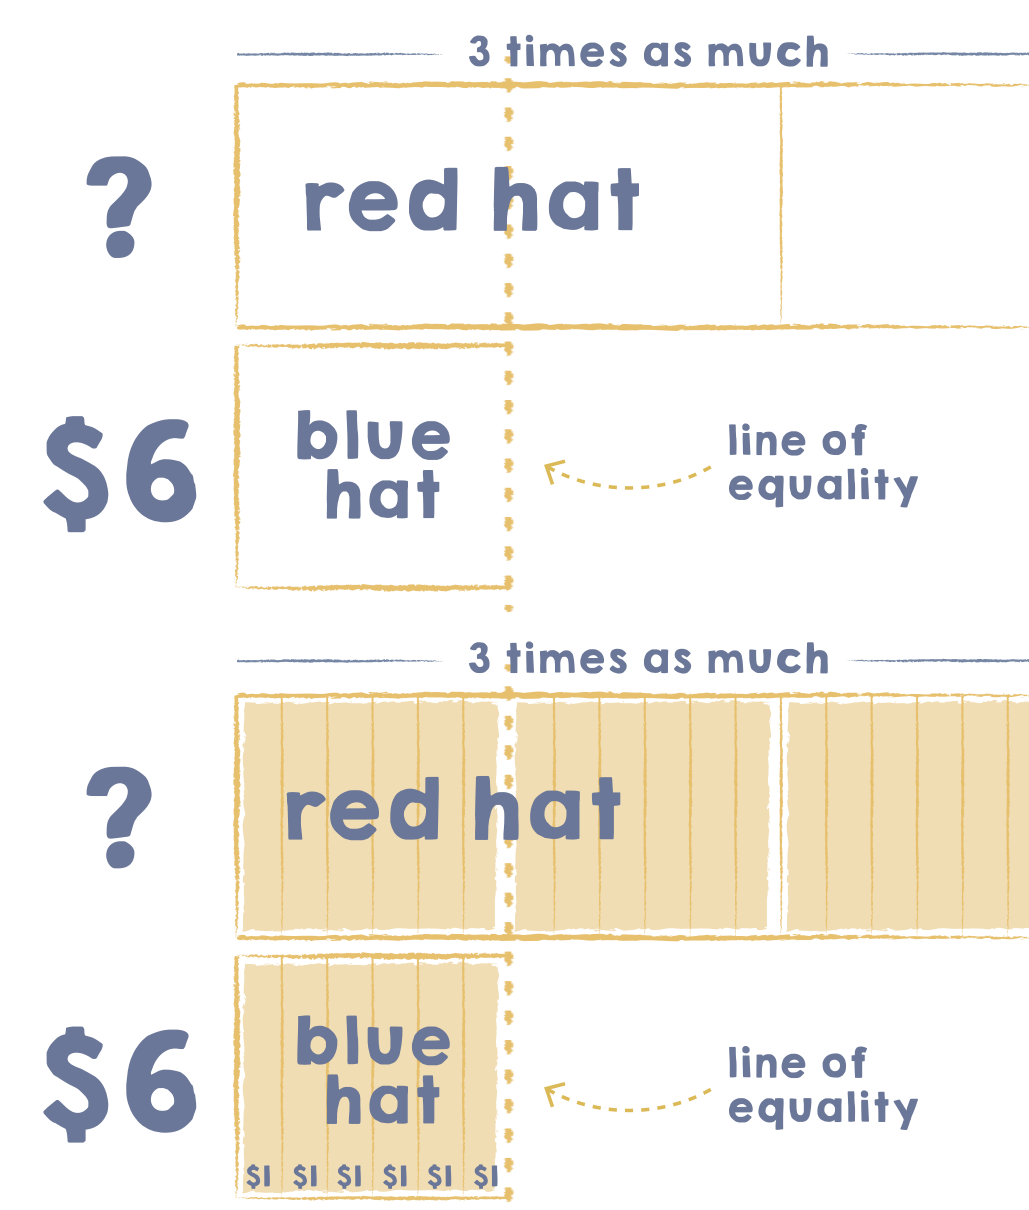 3 times as much
?
red hat
$6
blue
hat
line of
equality
3 times as much
?
red hat
$6
blue
hat
line of
equality
$1 $1 $1 $1 $1 $1